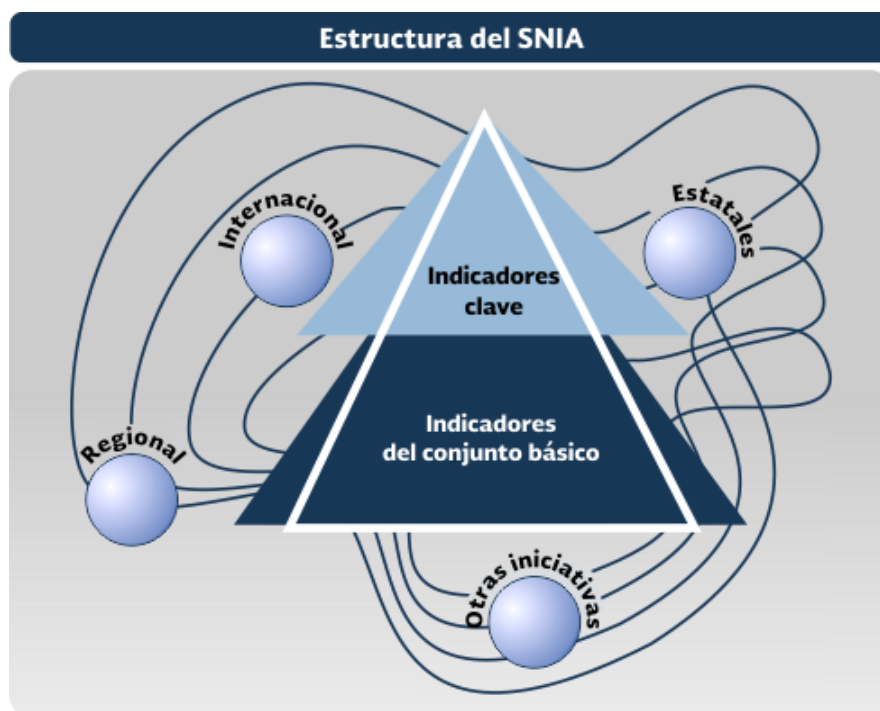 Estructura del SNIA
Internacional
Estatales
Indicadores
clave
Indicadores
del conjunto básico
Regional
Otras iniciativas